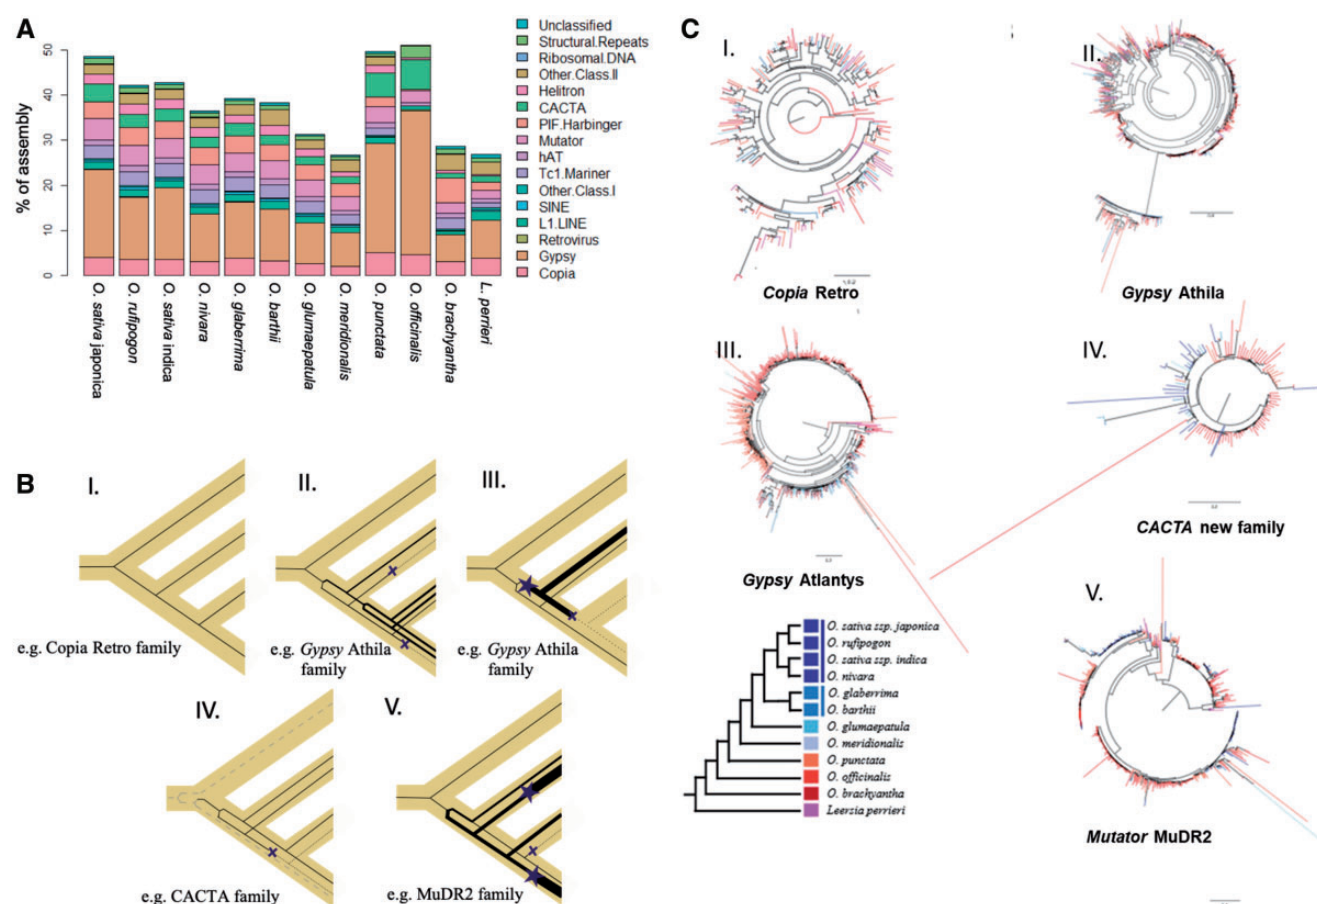 A
% of assembly
50
40
30
20
10
0
O. sativa japonica
O. rufipogon
O. sativa indica
O. nivara
O. glaberrima
O. barthii
O. glumaepatula
O. meridionalis
O. punctata
O. officinalis
O. brachyantha
L. perrieri
Unclassified
Structural.Repeats
Ribosomal.DNA
Other.Class.II
Helitron
CACTA
PIF.Harbinger
Mutator
hAT
Tc1.Mariner
Other.Class.I
SINE
L1.LINE
Retrovirus
Gypsy
Copia
B
I.
e.g. Copia Retro family
II.
e.g. Gypsy Athila
family
III.
e.g. Gypsy Athila
family
IV.
e.g. CACTA family
V.
e.g. MuDR2 family
C
I.
Copia Retro
II.
Gypsy Athila
III.
Gypsy Atlantys
IV.
CACTA new family
V.
Mutator MuDR2
O. sativa ssp. japonica
O. rufipogon
O. sativa ssp. indica
O. nivara
O. glaberrima
O. barthii
O. glumaepatula
O. meridionalis
O. punctata
O. officinalis
O. brachyantha
Leersia perrieri